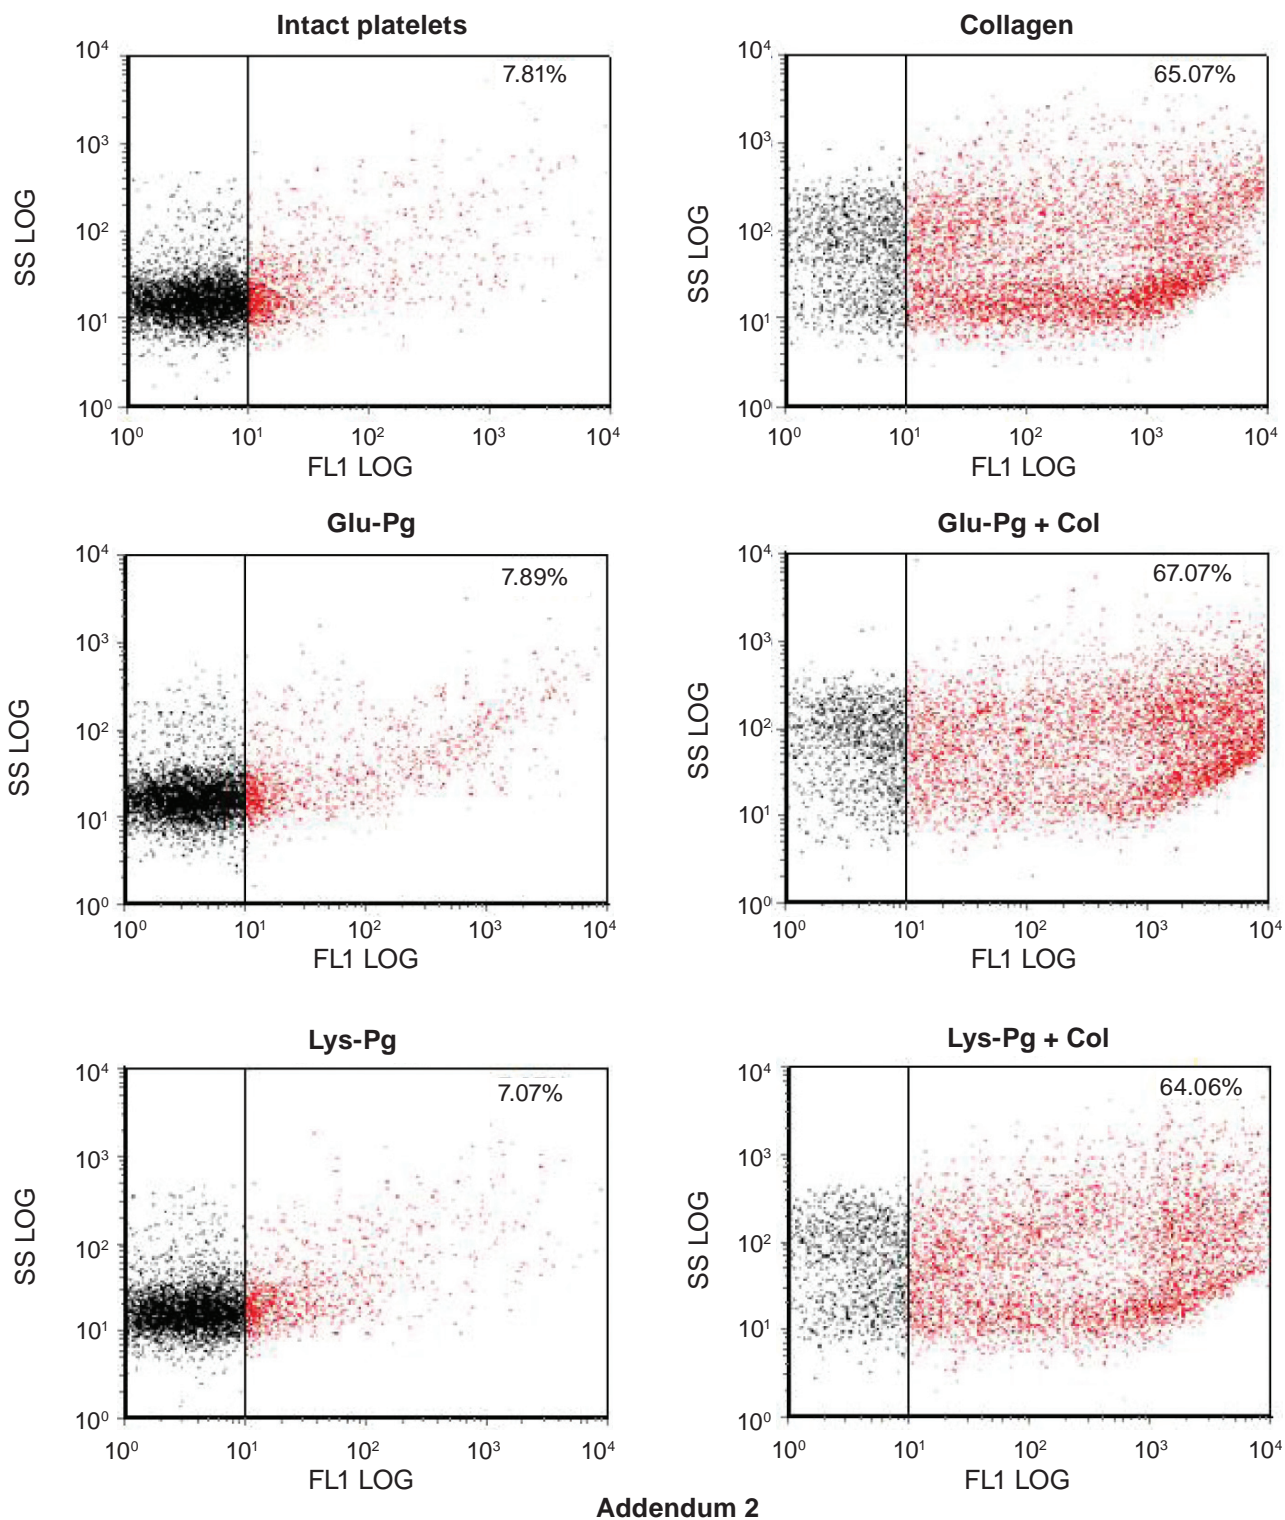 Intact platelets
7.81%
SS LOG
10⁴
10³
10²
10¹
10⁰
10⁰ 10¹ 10² 10³ 10⁴
FL1 LOG
Collagen
65.07%
SS LOG
10⁴
10³
10²
10¹
10⁰
10⁰ 10¹ 10² 10³ 10⁴
FL1 LOG
Glu-Pg
7.89%
SS LOG
10⁴
10³
10²
10¹
10⁰
10⁰ 10¹ 10² 10³ 10⁴
FL1 LOG
Glu-Pg + Col
67.07%
SS LOG
10⁴
10³
10²
10¹
10⁰
10⁰ 10¹ 10² 10³ 10⁴
FL1 LOG
Lys-Pg
7.07%
SS LOG
10⁴
10³
10²
10¹
10⁰
10⁰ 10¹ 10² 10³ 10⁴
FL1 LOG
Lys-Pg + Col
64.06%
SS LOG
10⁴
10³
10²
10¹
10⁰
10⁰ 10¹ 10² 10³ 10⁴
FL1 LOG
Addendum 2